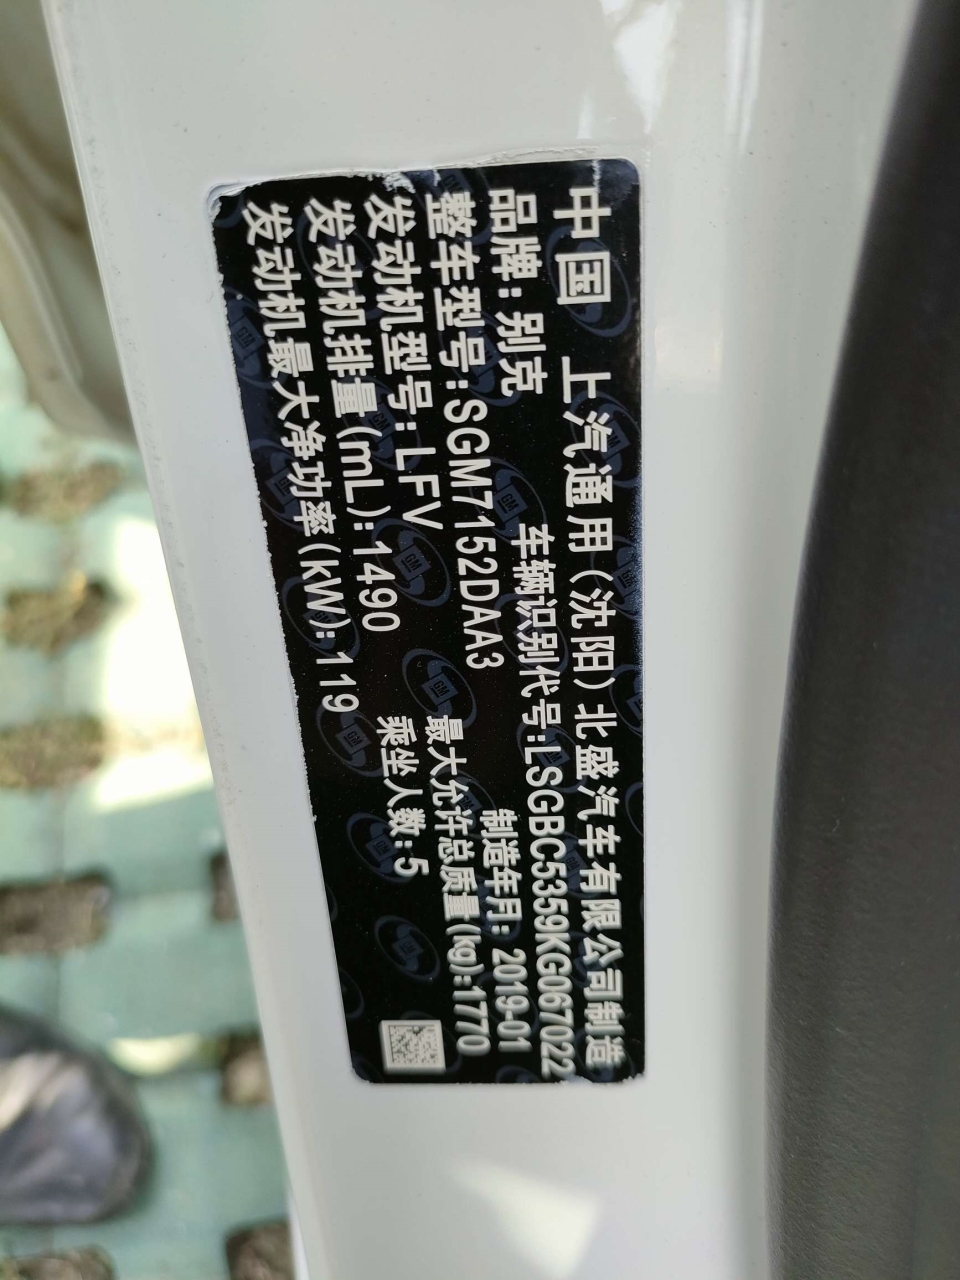 中国 上汽通用(沈阳)北盛汽车有限公司制造
品牌:别克 车辆识别代号:LSGBC5359KG067022
整车型号:SGM7152DAA3 制造年月: 2019-01
发动机型号:LFV 最大允许总质量(kg):1770
发动机排量(mL):1490 乘坐人数:5
发动机最大净功率(kW):119
GM